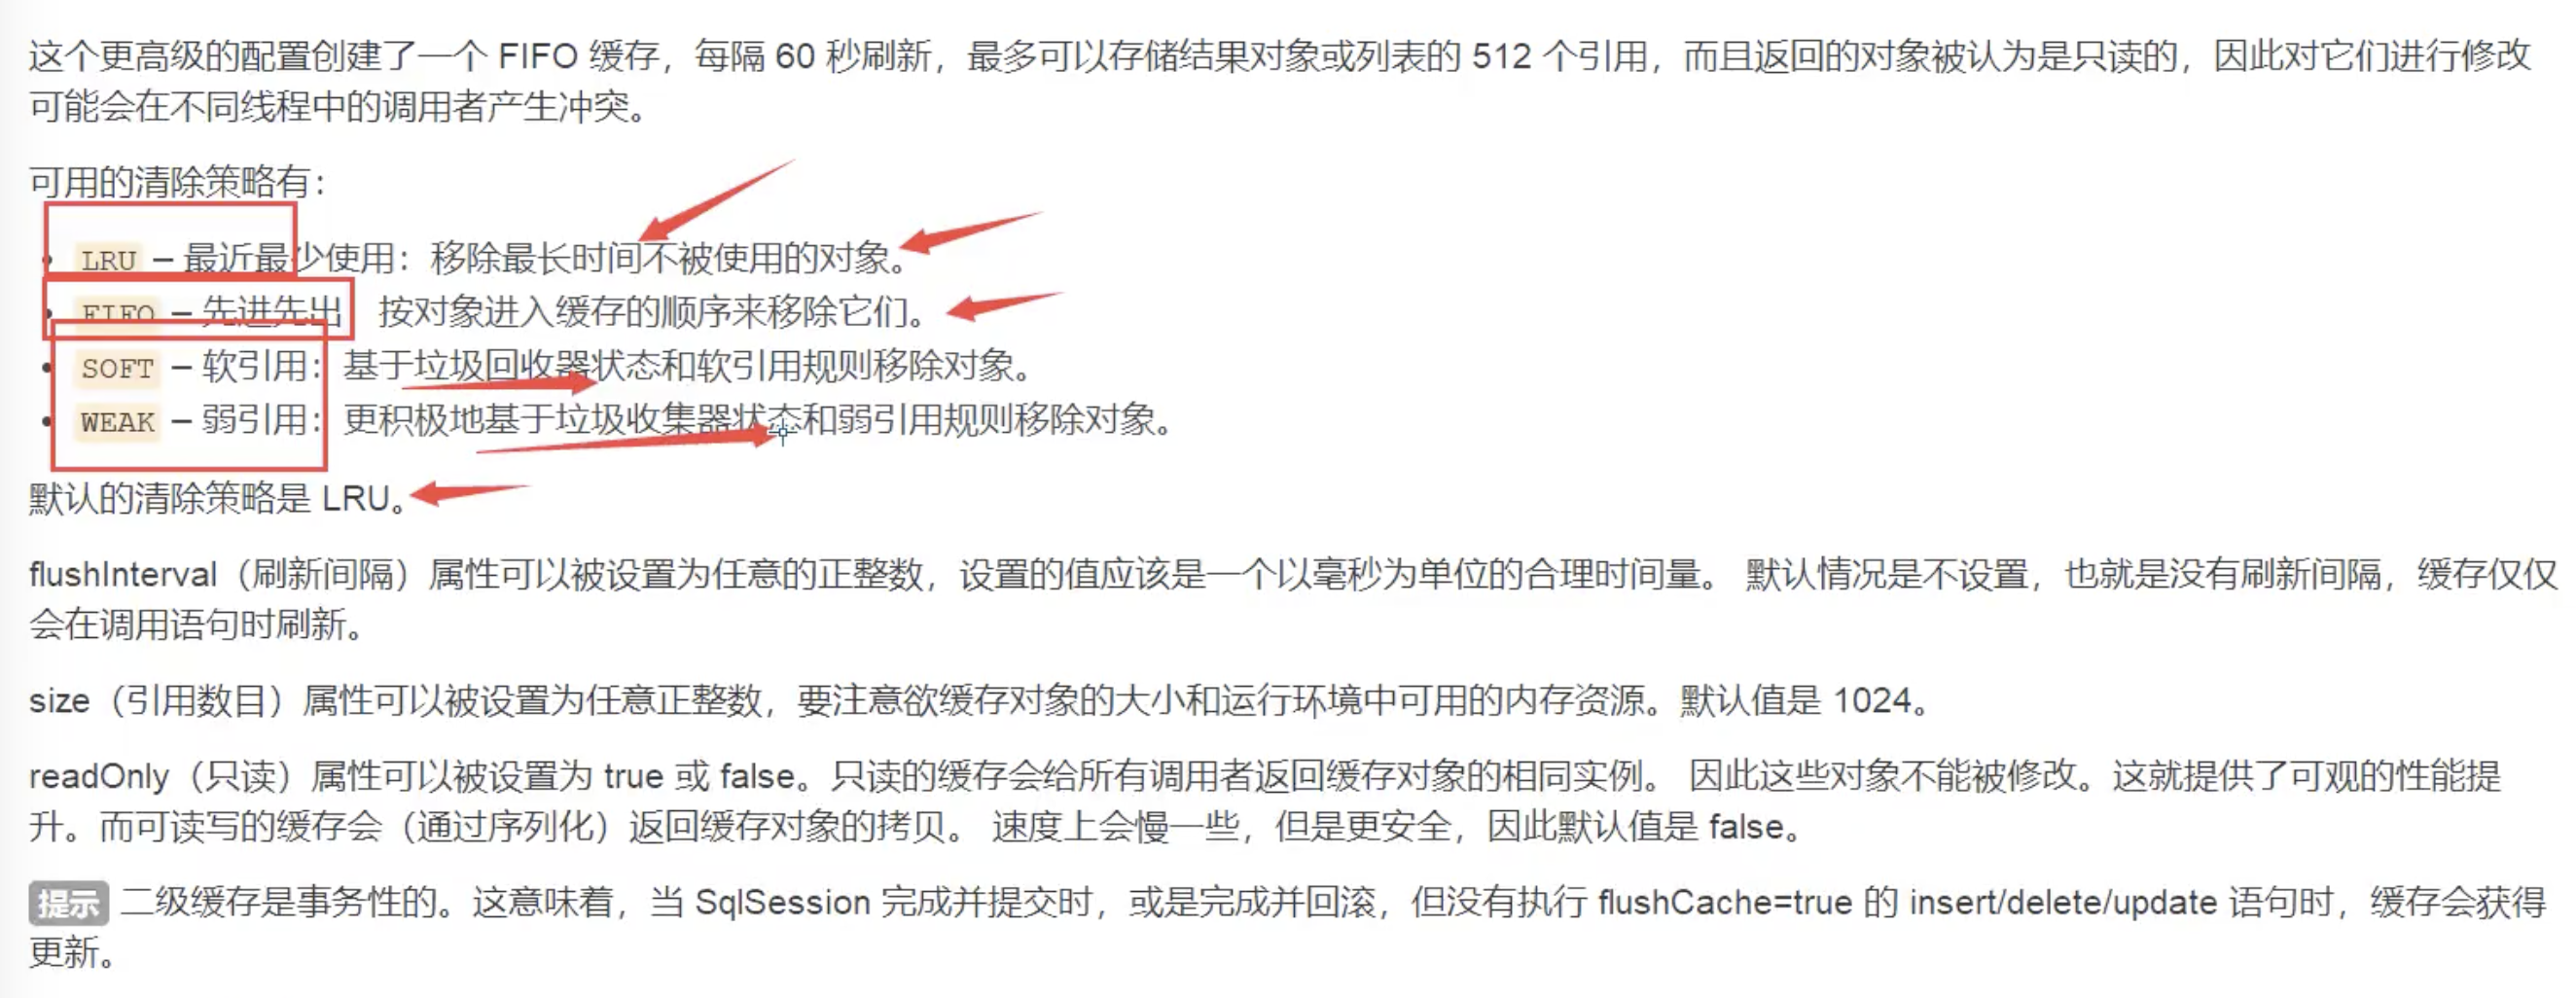 这个更高级的配置创建了一个 FIFO 缓存，每隔 60 秒刷新，最多可以存储结果对象或列表的 512 个引用，而且返回的对象被认为是只读的，因此对它们进行修改
可能会在不同线程中的调用者产生冲突。
可用的清除策略有：
• LRU – 最近最少使用：移除最长时间不被使用的对象。
• FIFO – 先进先出 按对象进入缓存的顺序来移除它们。
• SOFT – 软引用：基于垃圾回收器状态和软引用规则移除对象。
• WEAK – 弱引用：更积极地基于垃圾收集器状态和弱引用规则移除对象。
默认的清除策略是 LRU。
flushInterval（刷新间隔）属性可以被设置为任意的正整数，设置的值应该是一个以毫秒为单位的合理时间量。 默认情况是不设置，也就是没有刷新间隔，缓存仅仅
会在调用语句时刷新。
size（引用数目）属性可以被设置为任意正整数，要注意欲缓存对象的大小和运行环境中可用的内存资源。默认值是 1024。
readOnly（只读）属性可以被设置为 true 或 false。只读的缓存会给所有调用者返回缓存对象的相同实例。 因此这些对象不能被修改。这就提供了可观的性能提
升。而可读写的缓存会（通过序列化）返回缓存对象的拷贝。 速度上会慢一些，但是更安全，因此默认值是 false。
提示 二级缓存是事务性的。这意味着，当 SqlSession 完成并提交时，或是完成并回滚，但没有执行 flushCache=true 的 insert/delete/update 语句时，缓存会获得
更新。